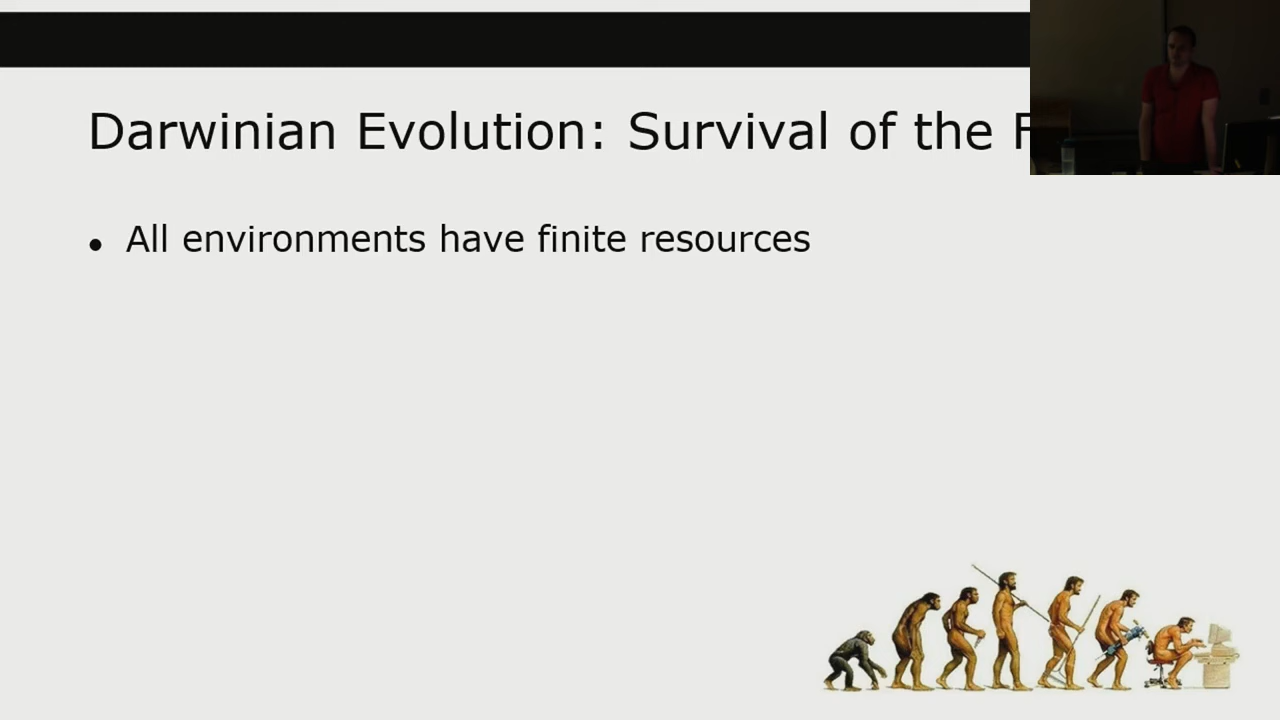 Darwinian Evolution: Survival of the
• All environments have finite resources